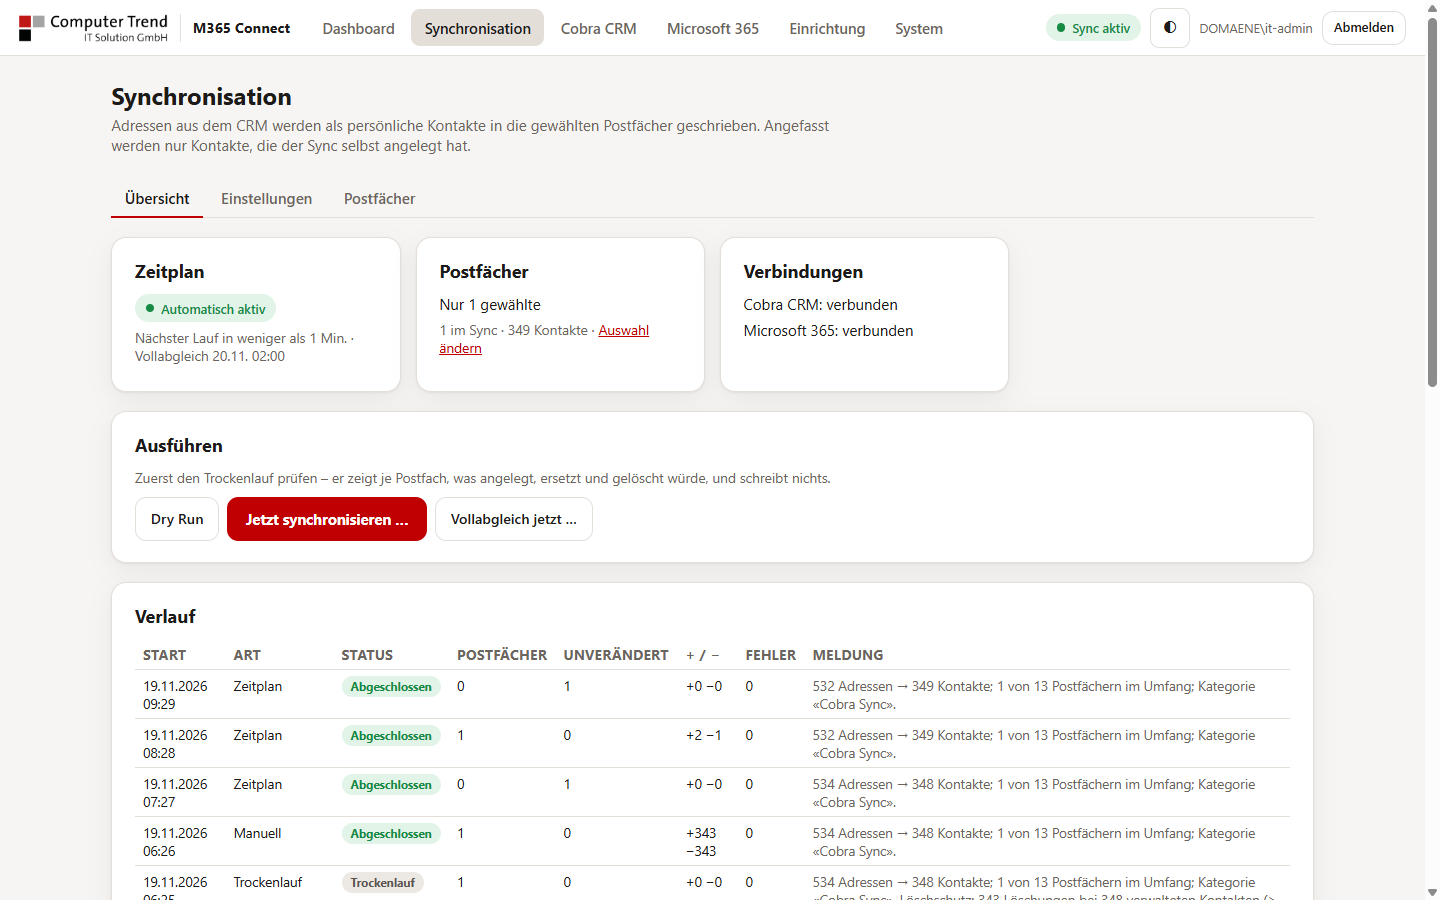 Computer Trend
IT Solution GmbH
M365 Connect
Dashboard
Synchronisation
Cobra CRM
Microsoft 365
Einrichtung
System
Sync aktiv
DOMAENE\it-admin
Abmelden
Synchronisation
Adressen aus dem CRM werden als persönliche Kontakte in die gewählten Postfächer geschrieben. Angefasst
werden nur Kontakte, die der Sync selbst angelegt hat.
Übersicht
Einstellungen
Postfächer
Zeitplan
Automatisch aktiv
Nächster Lauf in weniger als 1 Min. ·
Vollabgleich 20.11. 02:00
Postfächer
Nur 1 gewählte
1 im Sync · 349 Kontakte · Auswahl
ändern
Verbindungen
Cobra CRM: verbunden
Microsoft 365: verbunden
Ausführen
Zuerst den Trockenlauf prüfen – er zeigt je Postfach, was angelegt, ersetzt und gelöscht würde, und schreibt nichts.
Dry Run
Jetzt synchronisieren ...
Vollabgleich jetzt ...
Verlauf
START ART STATUS POSTFÄCHER UNVERÄNDERT + / − FEHLER MELDUNG
19.11.2026 Zeitplan Abgeschlossen 0 1 +0 −0 0 532 Adressen → 349 Kontakte; 1 von 13 Postfächern im Umfang; Kategorie
09:29 «Cobra Sync».
19.11.2026 Zeitplan Abgeschlossen 1 0 +2 −1 0 532 Adressen → 349 Kontakte; 1 von 13 Postfächern im Umfang; Kategorie
08:28 «Cobra Sync».
19.11.2026 Zeitplan Abgeschlossen 0 1 +0 −0 0 534 Adressen → 348 Kontakte; 1 von 13 Postfächern im Umfang; Kategorie
07:27 «Cobra Sync».
19.11.2026 Manuell Abgeschlossen 1 0 +343 0 534 Adressen → 348 Kontakte; 1 von 13 Postfächern im Umfang; Kategorie
06:26 −343 «Cobra Sync».
19.11.2026 Trockenlauf Trockenlauf 1 0 +0 −0 0 534 Adressen → 348 Kontakte; 1 von 13 Postfächern im Umfang; Kategorie
06:25 «Cobra Sync». Löschschutz: 343 Löschungen bei 348 verwalteten Kontakten (>